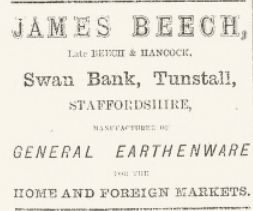 JAMES BEECH,
Late BEECH & HANCOCK,
Swan Bank, Tunstall,
STAFFORDSHIRE,
MANUFACTURER OF
GENERAL EARTHENWARE
FOR THE
HOME AND FOREIGN MARKETS.